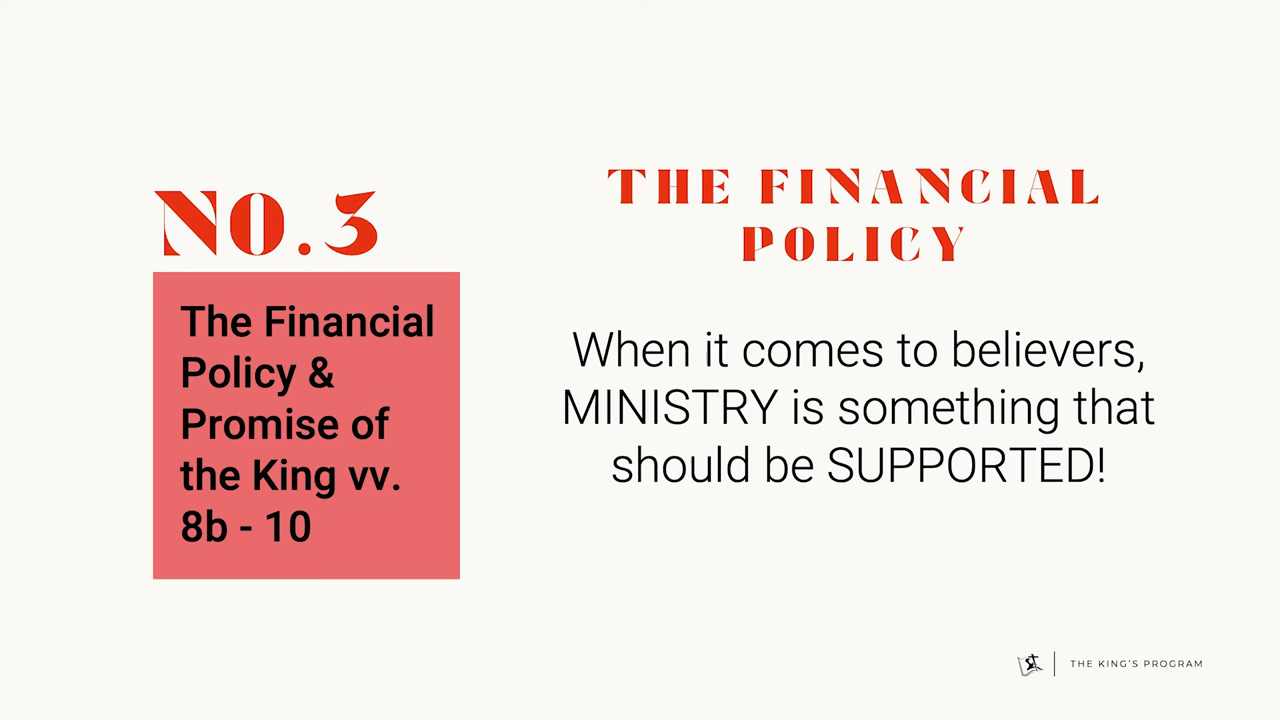 NO.3
The Financial
Policy &
Promise of
the King vv.
8b - 10
THE FINANCIAL
POLICY
When it comes to believers,
MINISTRY is something that
should be SUPPORTED!
THE KING'S PROGRAM